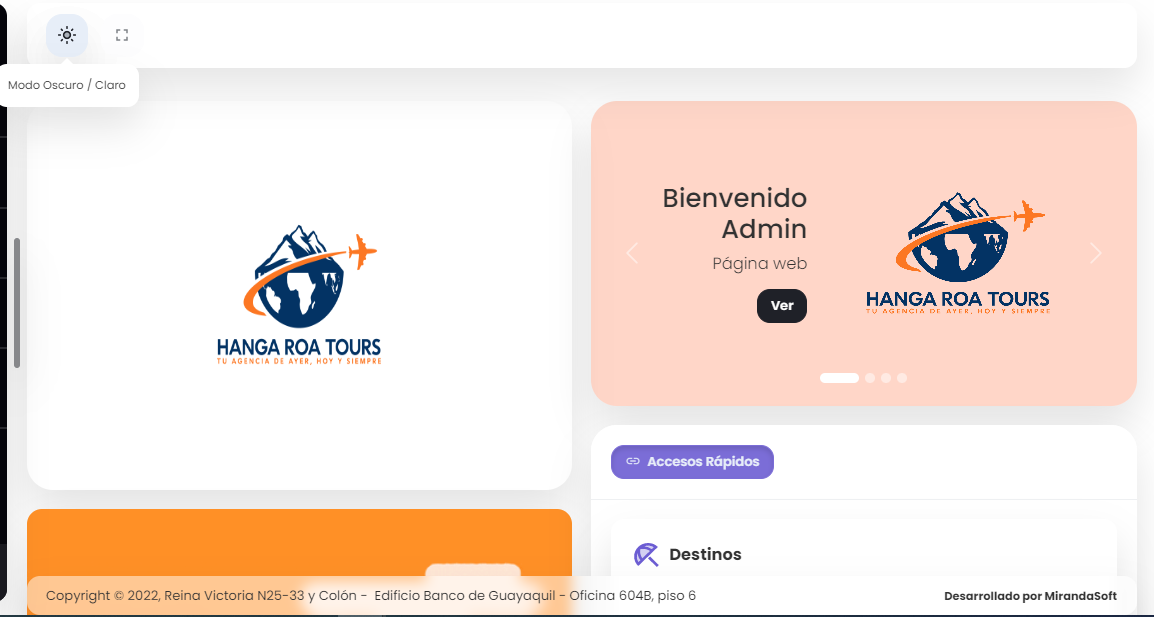 Modo Oscuro / Claro
HANGA ROA TOURS
TU AGENCIA DE AYER, HOY Y SIEMPRE
Bienvenido
Admin
Página web
Ver
HANGA ROA TOURS
TU AGENCIA DE AYER, HOY Y SIEMPRE
Accesos Rápidos
Destinos
Copyright © 2022, Reina Victoria N25-33 y Colón - Edificio Banco de Guayaquil - Oficina 604B, piso 6
Desarrollado por MirandaSoft